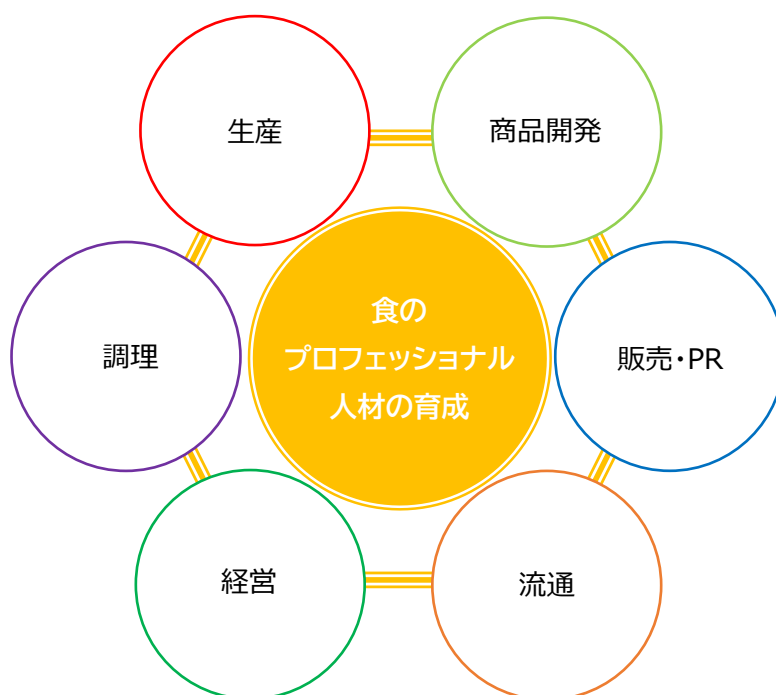 生産
商品開発
食の
プロフェッショナル
人材の育成
調理
販売・PR
経営
流通